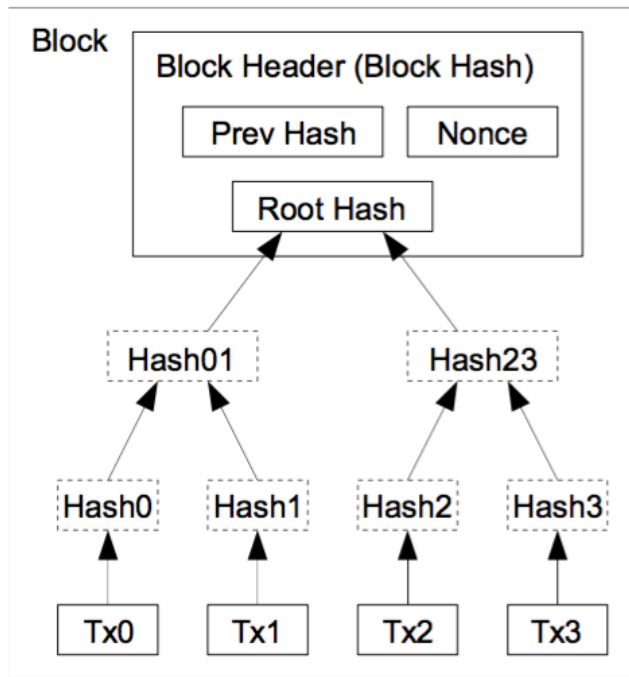 Block
Block Header (Block Hash)
Prev Hash
Nonce
Root Hash
Hash01
Hash23
Hash0
Hash1
Hash2
Hash3
Tx0
Tx1
Tx2
Tx3